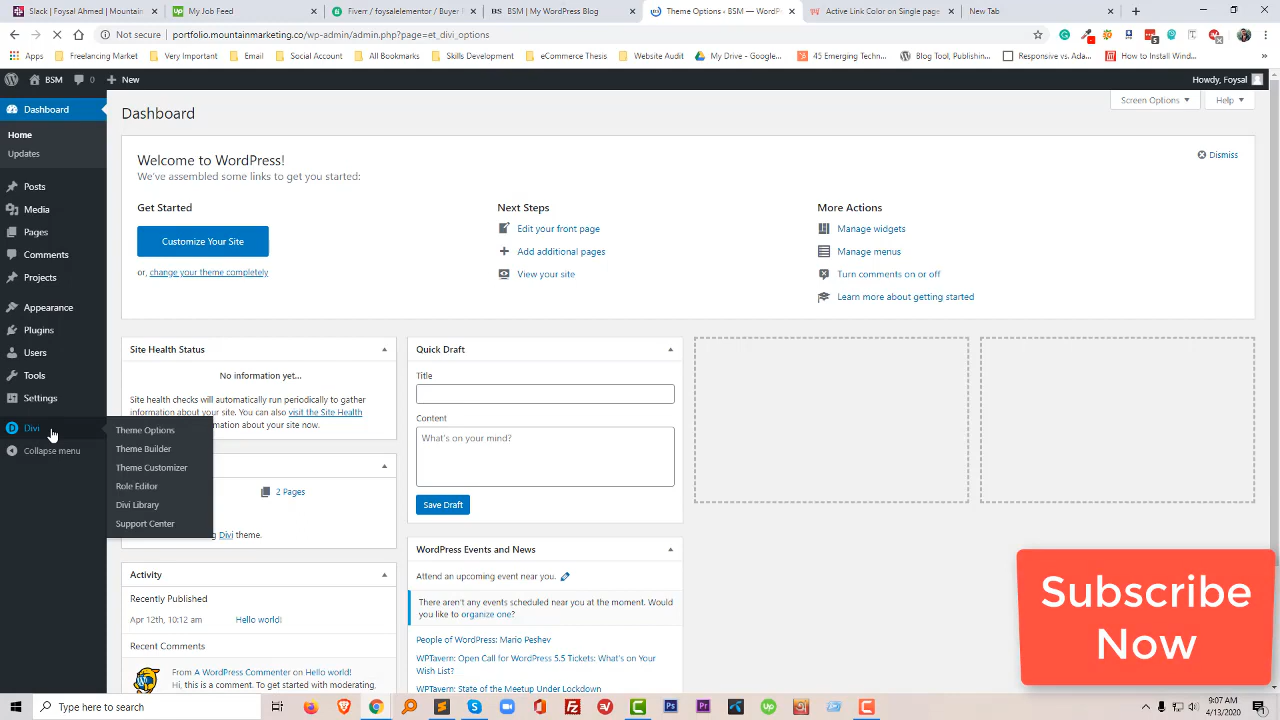 Slack | Foysal Ahmed | Mountain
My Job Feed
Fiverr / foysalelementor / Buyer
BSM | My WordPress Blog
Theme Options ‹ BSM — WordPress
Active Link Color on Single page
New Tab
Not secure portfolio.mountainmarketing.co/wp-admin/admin.php?page=et_divi_options
Apps Freelancing Market Very Important Email Social Account All Bookmarks Skills Development eCommerce Thesis Website Audit My Drive - Google... 45 Emerging Techn... Blog Tool, Publishin... Responsive vs. Ada... How to Install Win...
BSM 0 New Howdy, Foysal
Dashboard
Home
Updates
Posts
Media
Pages
Comments
Projects
Appearance
Plugins
Users
Tools
Settings
Divi
Collapse menu
Theme Options
Theme Builder
Theme Customizer
Role Editor
Divi Library
Support Center
Screen Options Help
Dashboard
Welcome to WordPress!
Dismiss
We've assembled some links to get you started:
Get Started
Customize Your Site
or, change your theme completely
Next Steps
Edit your front page
Add additional pages
View your site
More Actions
Manage widgets
Manage menus
Turn comments on or off
Learn more about getting started
Site Health Status
No information yet...
Site health checks will automatically run periodically to gather
information about your site. You can also visit the Site Health
information about your site now.
2 Pages
g Divi theme.
Activity
Recently Published
Apr 12th, 10:12 am Hello world!
Recent Comments
From A WordPress Commenter on Hello world!
Hi, this is a comment. To get started with moderating,
Quick Draft
Title
Content
What's on your mind?
Save Draft
WordPress Events and News
Attend an upcoming event near you.
There aren't any events scheduled near you at the moment. Would
you like to organize one?
People of WordPress: Mario Peshev
WPTavern: Open Call for WordPress 5.5 Tickets: What's on Your
Wish List?
WPTavern: State of the Meetup Under Lockdown
Subscribe
Now
Type here to search
9:07 AM
4/13/2020